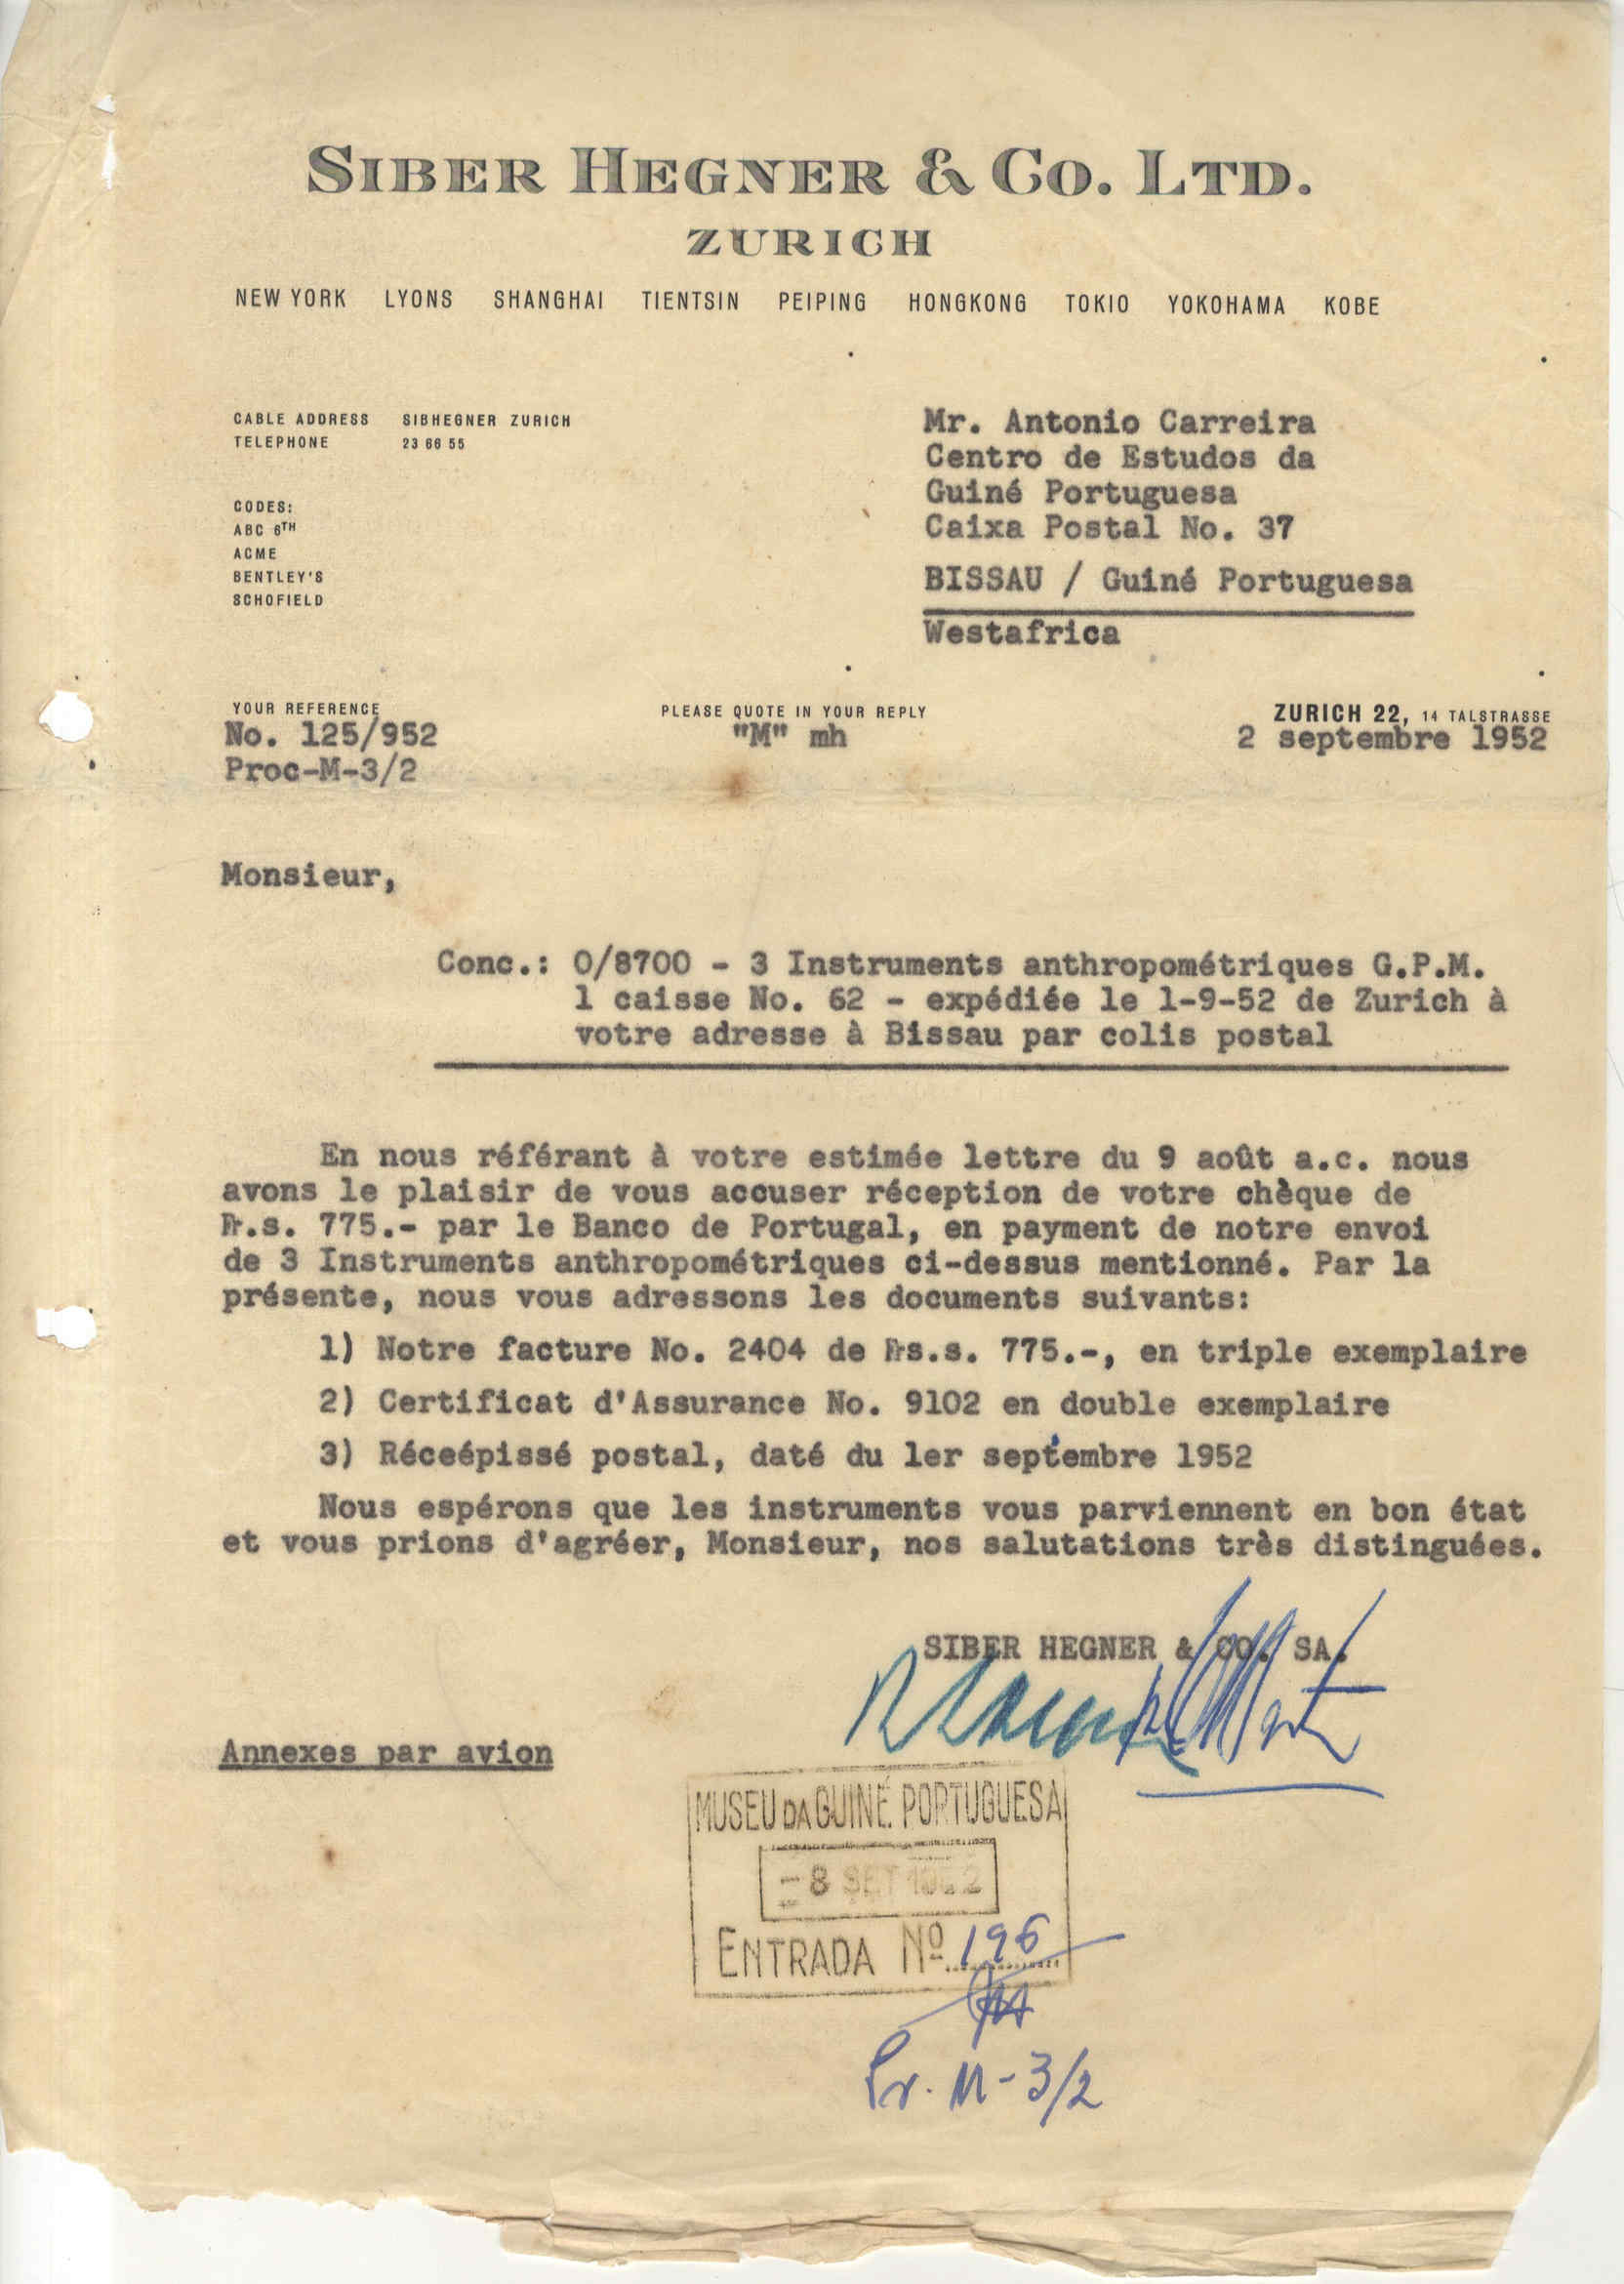 SIBER HEGNER & CO. LTD.
ZURICH
NEW YORK LYONS SHANGHAI TIENTSIN PEIPING HONGKONG TOKIO YOKOHAMA KOBE
CABLE ADDRESS SIBHEGNER ZURICH
TELEPHONE 23 66 55
CODES:
ABC 6TH
ACME
BENTLEY'S
SCHOFIELD
Mr. Antonio Carreira
Centro de Estudos da
Guiné Portuguesa
Caixa Postal No. 37
BISSAU / Guiné Portuguesa
Westafrica
YOUR REFERENCE
No. 125/952
Proc-M-3/2
PLEASE QUOTE IN YOUR REPLY
"M" mh
ZURICH 22, 14 TALSTRASSE
2 septembre 1952
Monsieur,
Conc.: O/8700 - 3 Instruments anthropométriques G.P.M.
1 caisse No. 62 - expédiée le 1-9-52 de Zurich à
votre adresse à Bissau par colis postal
En nous référant à votre estimée lettre du 9 août a.c. nous
avons le plaisir de vous accuser réception de votre chèque de
Fr.s. 775.- par le Banco de Portugal, en payment de notre envoi
de 3 Instruments anthropométriques ci-dessus mentionné. Par la
présente, nous vous adressons les documents suivants:
1) Notre facture No. 2404 de Frs.s. 775.-, en triple exemplaire
2) Certificat d'Assurance No. 9102 en double exemplaire
3) Réceépissé postal, daté du 1er septembre 1952
Nous espérons que les instruments vous parviennent en bon état
et vous prions d'agréer, Monsieur, nos salutations très distinguées.
SIBER HEGNER & CO. SA.
Annexes par avion
MUSEU DA GUINÉ PORTUGUESA
-8 SET 1952
ENTRADA Nº 196
Pr. M-3/2